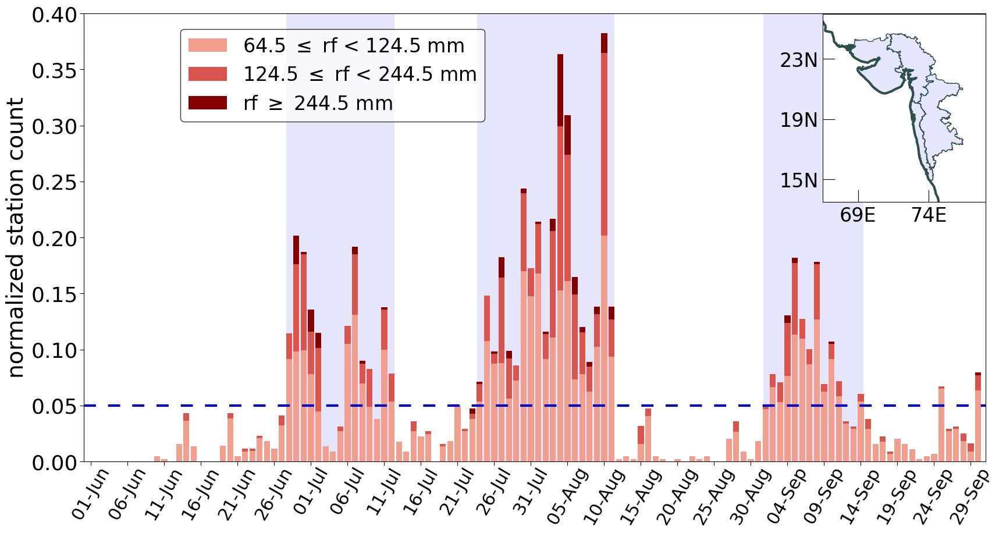 normalized station count
0.40
0.35
0.30
0.25
0.20
0.15
0.10
0.05
0.00
64.5 ≤ rf < 124.5 mm
124.5 ≤ rf < 244.5 mm
rf ≥ 244.5 mm
23N
19N
15N
69E 74E
01-Jun 06-Jun 11-Jun 16-Jun 21-Jun 26-Jun 01-Jul 06-Jul 11-Jul 16-Jul 21-Jul 26-Jul 31-Jul 05-Aug 10-Aug 15-Aug 20-Aug 25-Aug 30-Aug 04-Sep 09-Sep 14-Sep 19-Sep 24-Sep 29-Sep